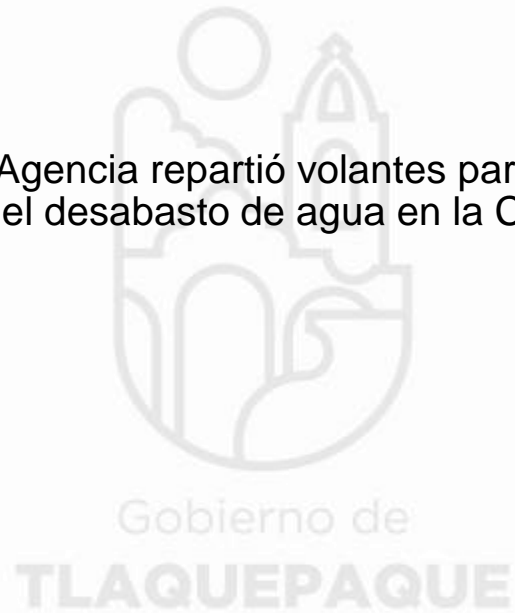 Agencia repartió volantes par
el desabasto de agua en la C
Gobierno de
TLAQUEPAQUE